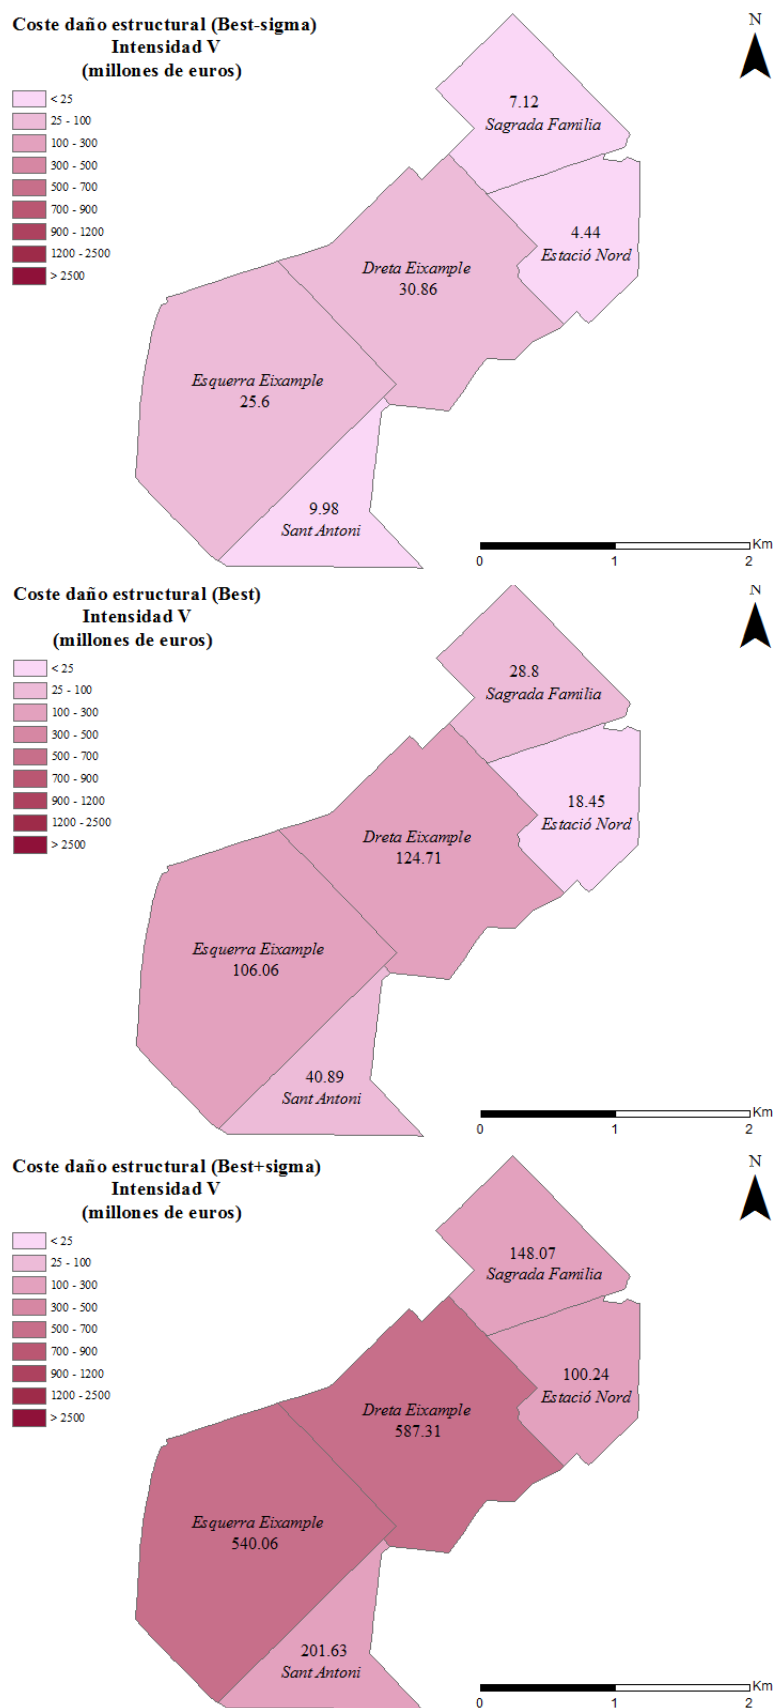 Coste daño estructural (Best-sigma)
Intensidad V
(millones de euros)
< 25
25 - 100
100 - 300
300 - 500
500 - 700
700 - 900
900 - 1200
1200 - 2500
> 2500
N
7.12
Sagrada Familia
4.44
Estació Nord
Dreta Eixample
30.86
Esquerra Eixample
25.6
9.98
Sant Antoni
Km
0 1 2
Coste daño estructural (Best)
Intensidad V
(millones de euros)
< 25
25 - 100
100 - 300
300 - 500
500 - 700
700 - 900
900 - 1200
1200 - 2500
> 2500
N
28.8
Sagrada Familia
18.45
Estació Nord
Dreta Eixample
124.71
Esquerra Eixample
106.06
40.89
Sant Antoni
Km
0 1 2
Coste daño estructural (Best+sigma)
Intensidad V
(millones de euros)
< 25
25 - 100
100 - 300
300 - 500
500 - 700
700 - 900
900 - 1200
1200 - 2500
> 2500
N
148.07
Sagrada Familia
100.24
Estació Nord
Dreta Eixample
587.31
Esquerra Eixample
540.06
201.63
Sant Antoni
Km
0 1 2